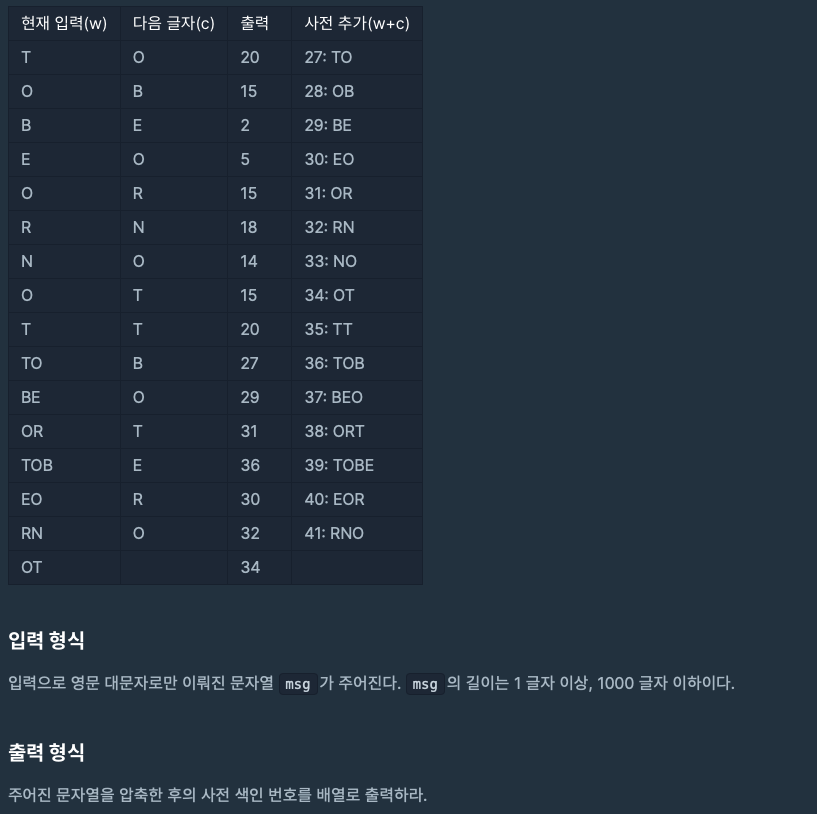 현재 입력(w) 다음 글자(c) 출력 사전 추가(w+c)
T O 20 27: TO
O B 15 28: OB
B E 2 29: BE
E O 5 30: EO
O R 15 31: OR
R N 18 32: RN
N O 14 33: NO
O T 15 34: OT
T T 20 35: TT
TO B 27 36: TOB
BE O 29 37: BEO
OR T 31 38: ORT
TOB E 36 39: TOBE
EO R 30 40: EOR
RN O 32 41: RNO
OT 34
입력 형식
입력으로 영문 대문자로만 이뤄진 문자열 msg 가 주어진다. msg 의 길이는 1 글자 이상, 1000 글자 이하이다.
출력 형식
주어진 문자열을 압축한 후의 사전 색인 번호를 배열로 출력하라.